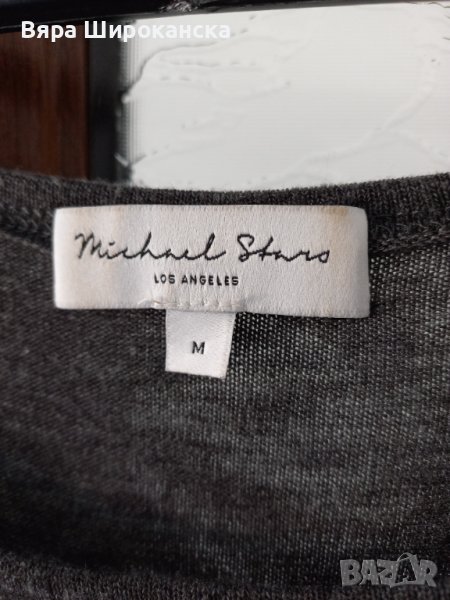 Вяра Широканска
Michael Stars
LOS ANGELES
M
BAZAR